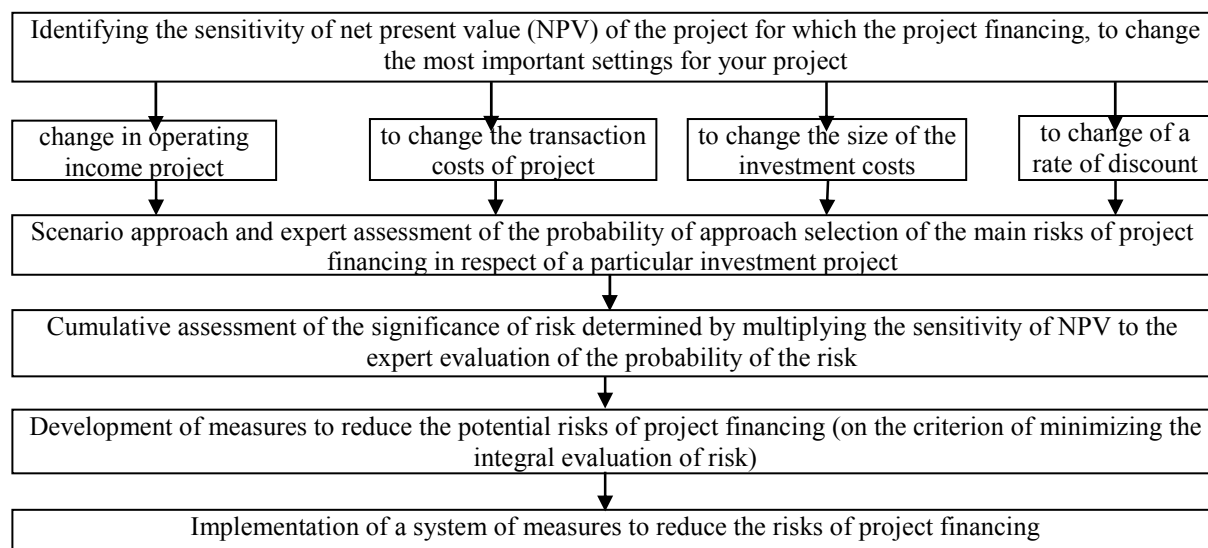 Identifying the sensitivity of net present value (NPV) of the project for which the project financing, to change
the most important settings for your project
change in operating
income project
to change the transaction
costs of project
to change the size of the
investment costs
to change of a
rate of discount
Scenario approach and expert assessment of the probability of approach selection of the main risks of project
financing in respect of a particular investment project
Cumulative assessment of the significance of risk determined by multiplying the sensitivity of NPV to the
expert evaluation of the probability of the risk
Development of measures to reduce the potential risks of project financing (on the criterion of minimizing the
integral evaluation of risk)
Implementation of a system of measures to reduce the risks of project financing